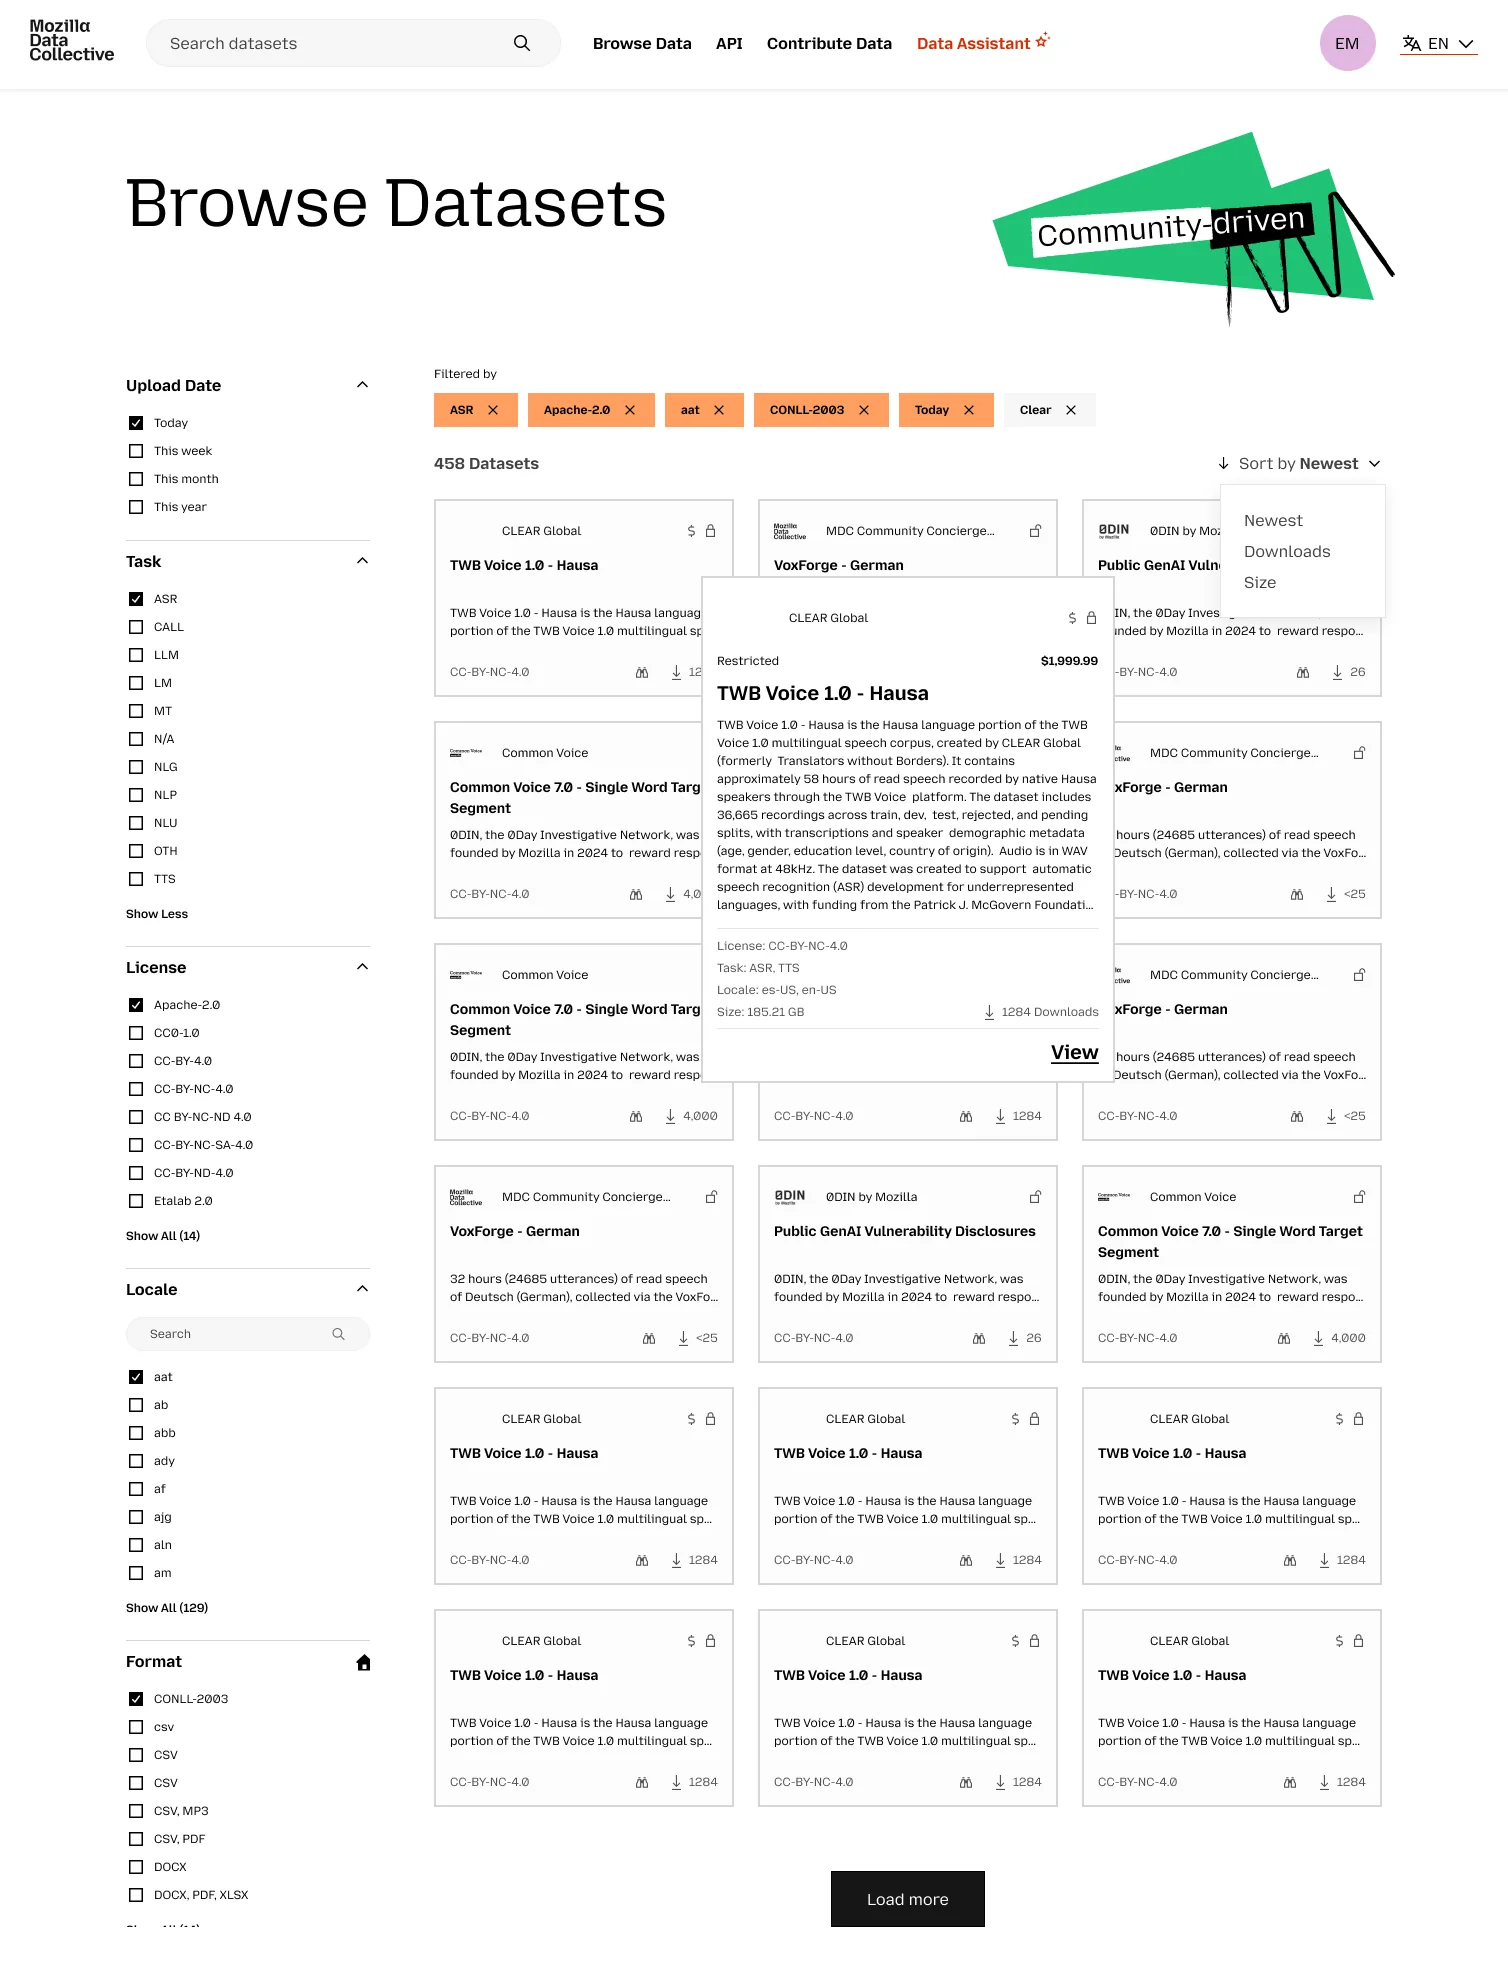 Mozilla
Data
Collective
Search datasets
Browse Data
API
Contribute Data
Data Assistant
EM
EN
Browse Datasets
Community-driven
Upload Date
Today
This week
This month
This year
Task
ASR
CALL
LLM
LM
MT
N/A
NLG
NLP
NLU
OTH
TTS
Show Less
License
Apache-2.0
CC0-1.0
CC-BY-4.0
CC-BY-NC-4.0
CC BY-NC-ND 4.0
CC-BY-NC-SA-4.0
CC-BY-ND-4.0
Etalab 2.0
Show All (14)
Locale
Search
aat
ab
abb
ady
af
ajg
aln
am
Show All (129)
Format
CONLL-2003
csv
CSV
CSV
CSV, MP3
CSV, PDF
DOCX
DOCX, PDF, XLSX
Filtered by
ASR
Apache-2.0
aat
CONLL-2003
Today
Clear
458 Datasets
Sort by Newest
Newest
Downloads
Size
CLEAR Global
$
TWB Voice 1.0 - Hausa
TWB Voice 1.0 - Hausa is the Hausa languag
portion of the TWB Voice 1.0 multilingual sp
CC-BY-NC-4.0
12
Mozilla
Data
Collective
MDC Community Concierge...
VoxForge - German
0DIN
by Mozilla
0DIN by Moz
Public GenAI Vuln
IN, the 0Day Inves
unded by Mozilla in 2024 to reward respo...
-BY-NC-4.0
26
CLEAR Global
$
Restricted
$1,999.99
TWB Voice 1.0 - Hausa
TWB Voice 1.0 - Hausa is the Hausa language portion of the TWB
Voice 1.0 multilingual speech corpus, created by CLEAR Global
(formerly Translators without Borders). It contains
approximately 58 hours of read speech recorded by native Hausa
speakers through the TWB Voice platform. The dataset includes
36,665 recordings across train, dev, test, rejected, and pending
splits, with transcriptions and speaker demographic metadata
(age, gender, education level, country of origin). Audio is in WAV
format at 48kHz. The dataset was created to support automatic
speech recognition (ASR) development for underrepresented
languages, with funding from the Patrick J. McGovern Foundati...
License: CC-BY-NC-4.0
Task: ASR, TTS
Locale: es-US, en-US
Size: 185.21 GB
1284 Downloads
View
Common Voice
Common Voice
Common Voice 7.0 - Single Word Targ
Segment
0DIN, the 0Day Investigative Network, was
founded by Mozilla in 2024 to reward resp
CC-BY-NC-4.0
4,0
ctive
MDC Community Concierge...
xForge - German
hours (24685 utterances) of read speech
Deutsch (German), collected via the VoxFo...
-BY-NC-4.0
<25
Common Voice
Common Voice
Common Voice 7.0 - Single Word Targ
Segment
0DIN, the 0Day Investigative Network, was
founded by Mozilla in 2024 to reward resp
CC-BY-NC-4.0
4,000
CC-BY-NC-4.0
1284
ctive
MDC Community Concierge...
xForge - German
hours (24685 utterances) of read speech
Deutsch (German), collected via the VoxFo...
CC-BY-NC-4.0
<25
Mozilla
Data
Collective
MDC Community Concierge...
VoxForge - German
32 hours (24685 utterances) of read speech
of Deutsch (German), collected via the VoxFo...
CC-BY-NC-4.0
<25
0DIN
by Mozilla
0DIN by Mozilla
Public GenAI Vulnerability Disclosures
0DIN, the 0Day Investigative Network, was
founded by Mozilla in 2024 to reward respo...
CC-BY-NC-4.0
26
Common Voice
Common Voice
Common Voice 7.0 - Single Word Target
Segment
0DIN, the 0Day Investigative Network, was
founded by Mozilla in 2024 to reward respo...
CC-BY-NC-4.0
4,000
CLEAR Global
$
TWB Voice 1.0 - Hausa
TWB Voice 1.0 - Hausa is the Hausa language
portion of the TWB Voice 1.0 multilingual sp...
CC-BY-NC-4.0
1284
CLEAR Global
$
TWB Voice 1.0 - Hausa
TWB Voice 1.0 - Hausa is the Hausa language
portion of the TWB Voice 1.0 multilingual sp...
CC-BY-NC-4.0
1284
CLEAR Global
$
TWB Voice 1.0 - Hausa
TWB Voice 1.0 - Hausa is the Hausa language
portion of the TWB Voice 1.0 multilingual sp...
CC-BY-NC-4.0
1284
CLEAR Global
$
TWB Voice 1.0 - Hausa
TWB Voice 1.0 - Hausa is the Hausa language
portion of the TWB Voice 1.0 multilingual sp...
CC-BY-NC-4.0
1284
CLEAR Global
$
TWB Voice 1.0 - Hausa
TWB Voice 1.0 - Hausa is the Hausa language
portion of the TWB Voice 1.0 multilingual sp...
CC-BY-NC-4.0
1284
CLEAR Global
$
TWB Voice 1.0 - Hausa
TWB Voice 1.0 - Hausa is the Hausa language
portion of the TWB Voice 1.0 multilingual sp...
CC-BY-NC-4.0
1284
Load more